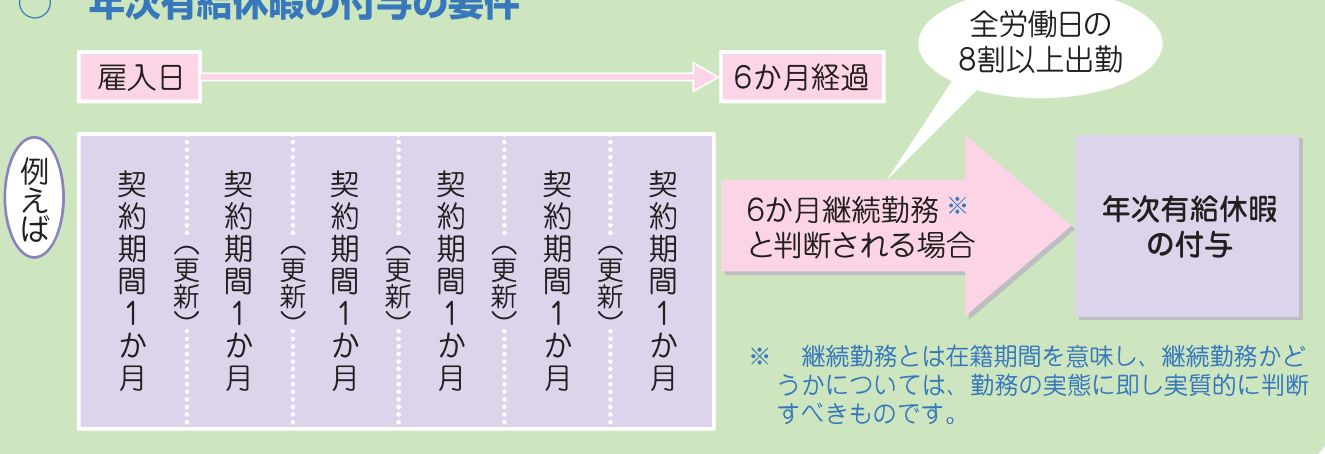 ○ 年次有給休暇の付与の要件
雇入日
6か月経過
全労働日の
8割以上出勤
例えば
契約期間1か月
(更新)
契約期間1か月
(更新)
契約期間1か月
(更新)
契約期間1か月
(更新)
契約期間1か月
(更新)
契約期間1か月
6か月継続勤務※
と判断される場合
年次有給休暇
の付与
※ 継続勤務とは在籍期間を意味し、継続勤務かど
うかについては、勤務の実態に即し実質的に判断
すべきものです。